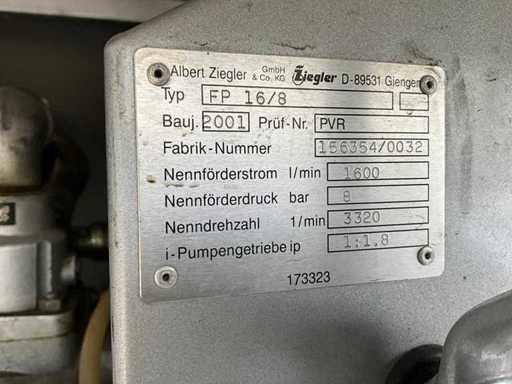 Albert Ziegler GmbH & Co. KG Ziegler D-89531 Giengen
Typ FP 16/8
Bauj. 2001 Prüf-Nr. PVR
Fabrik-Nummer 156354/0032
Nennförderstrom l/min 1600
Nennförderdruck bar 8
Nenndrehzahl 1/min 3320
i-Pumpengetriebe ip 1:1.8
173323